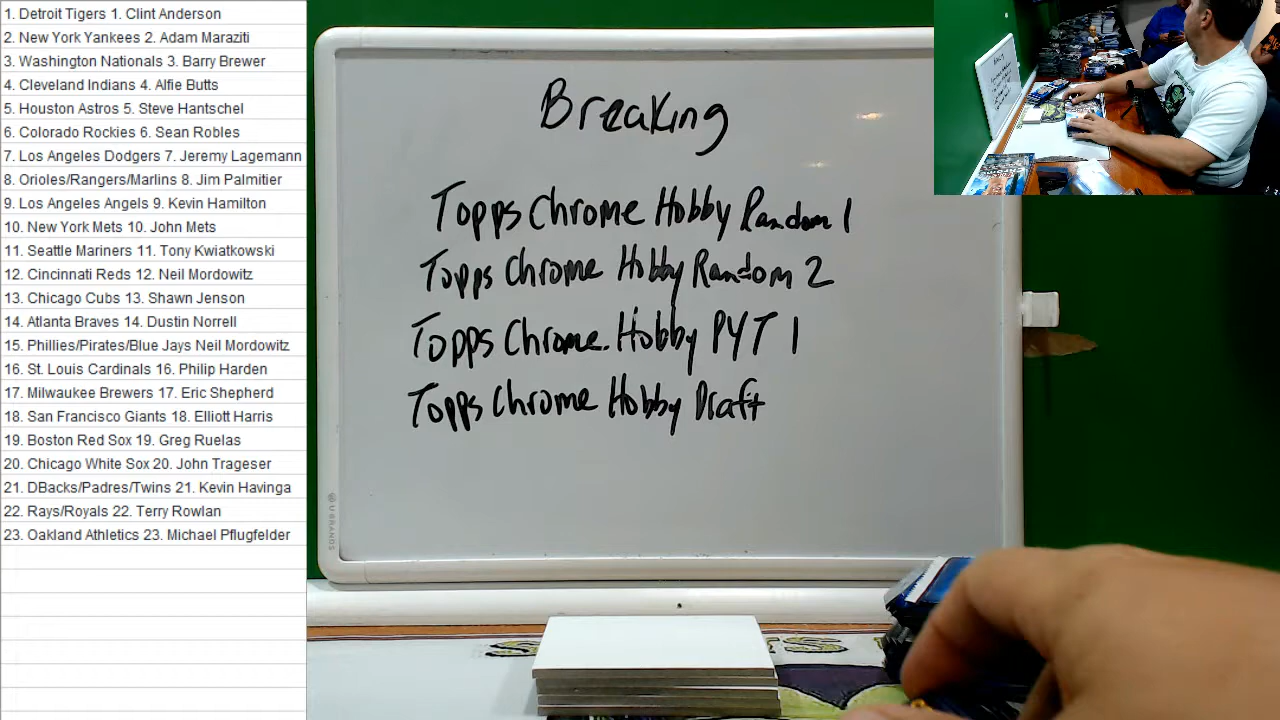 1. Detroit Tigers 1. Clint Anderson
2. New York Yankees 2. Adam Maraziti
3. Washington Nationals 3. Barry Brewer
4. Cleveland Indians 4. Alfie Butts
5. Houston Astros 5. Steve Hantschel
6. Colorado Rockies 6. Sean Robles
7. Los Angeles Dodgers 7. Jeremy Lagemann
8. Orioles/Rangers/Marlins 8. Jim Palmitier
9. Los Angeles Angels 9. Kevin Hamilton
10. New York Mets 10. John Mets
11. Seattle Mariners 11. Tony Kwiatkowski
12. Cincinnati Reds 12. Neil Mordowitz
13. Chicago Cubs 13. Shawn Jenson
14. Atlanta Braves 14. Dustin Norrell
15. Phillies/Pirates/Blue Jays Neil Mordowitz
16. St. Louis Cardinals 16. Philip Harden
17. Milwaukee Brewers 17. Eric Shepherd
18. San Francisco Giants 18. Elliott Harris
19. Boston Red Sox 19. Greg Ruelas
20. Chicago White Sox 20. John Trageser
21. DBacks/Padres/Twins 21. Kevin Havinga
22. Rays/Royals 22. Terry Rowlan
23. Oakland Athletics 23. Michael Pflugfelder
Breaking
Topps Chrome Hobby Random 1
Topps Chrome Hobby Random 2
Topps Chrome Hobby PYT 1
Topps Chrome Hobby Draft
U BRANDS